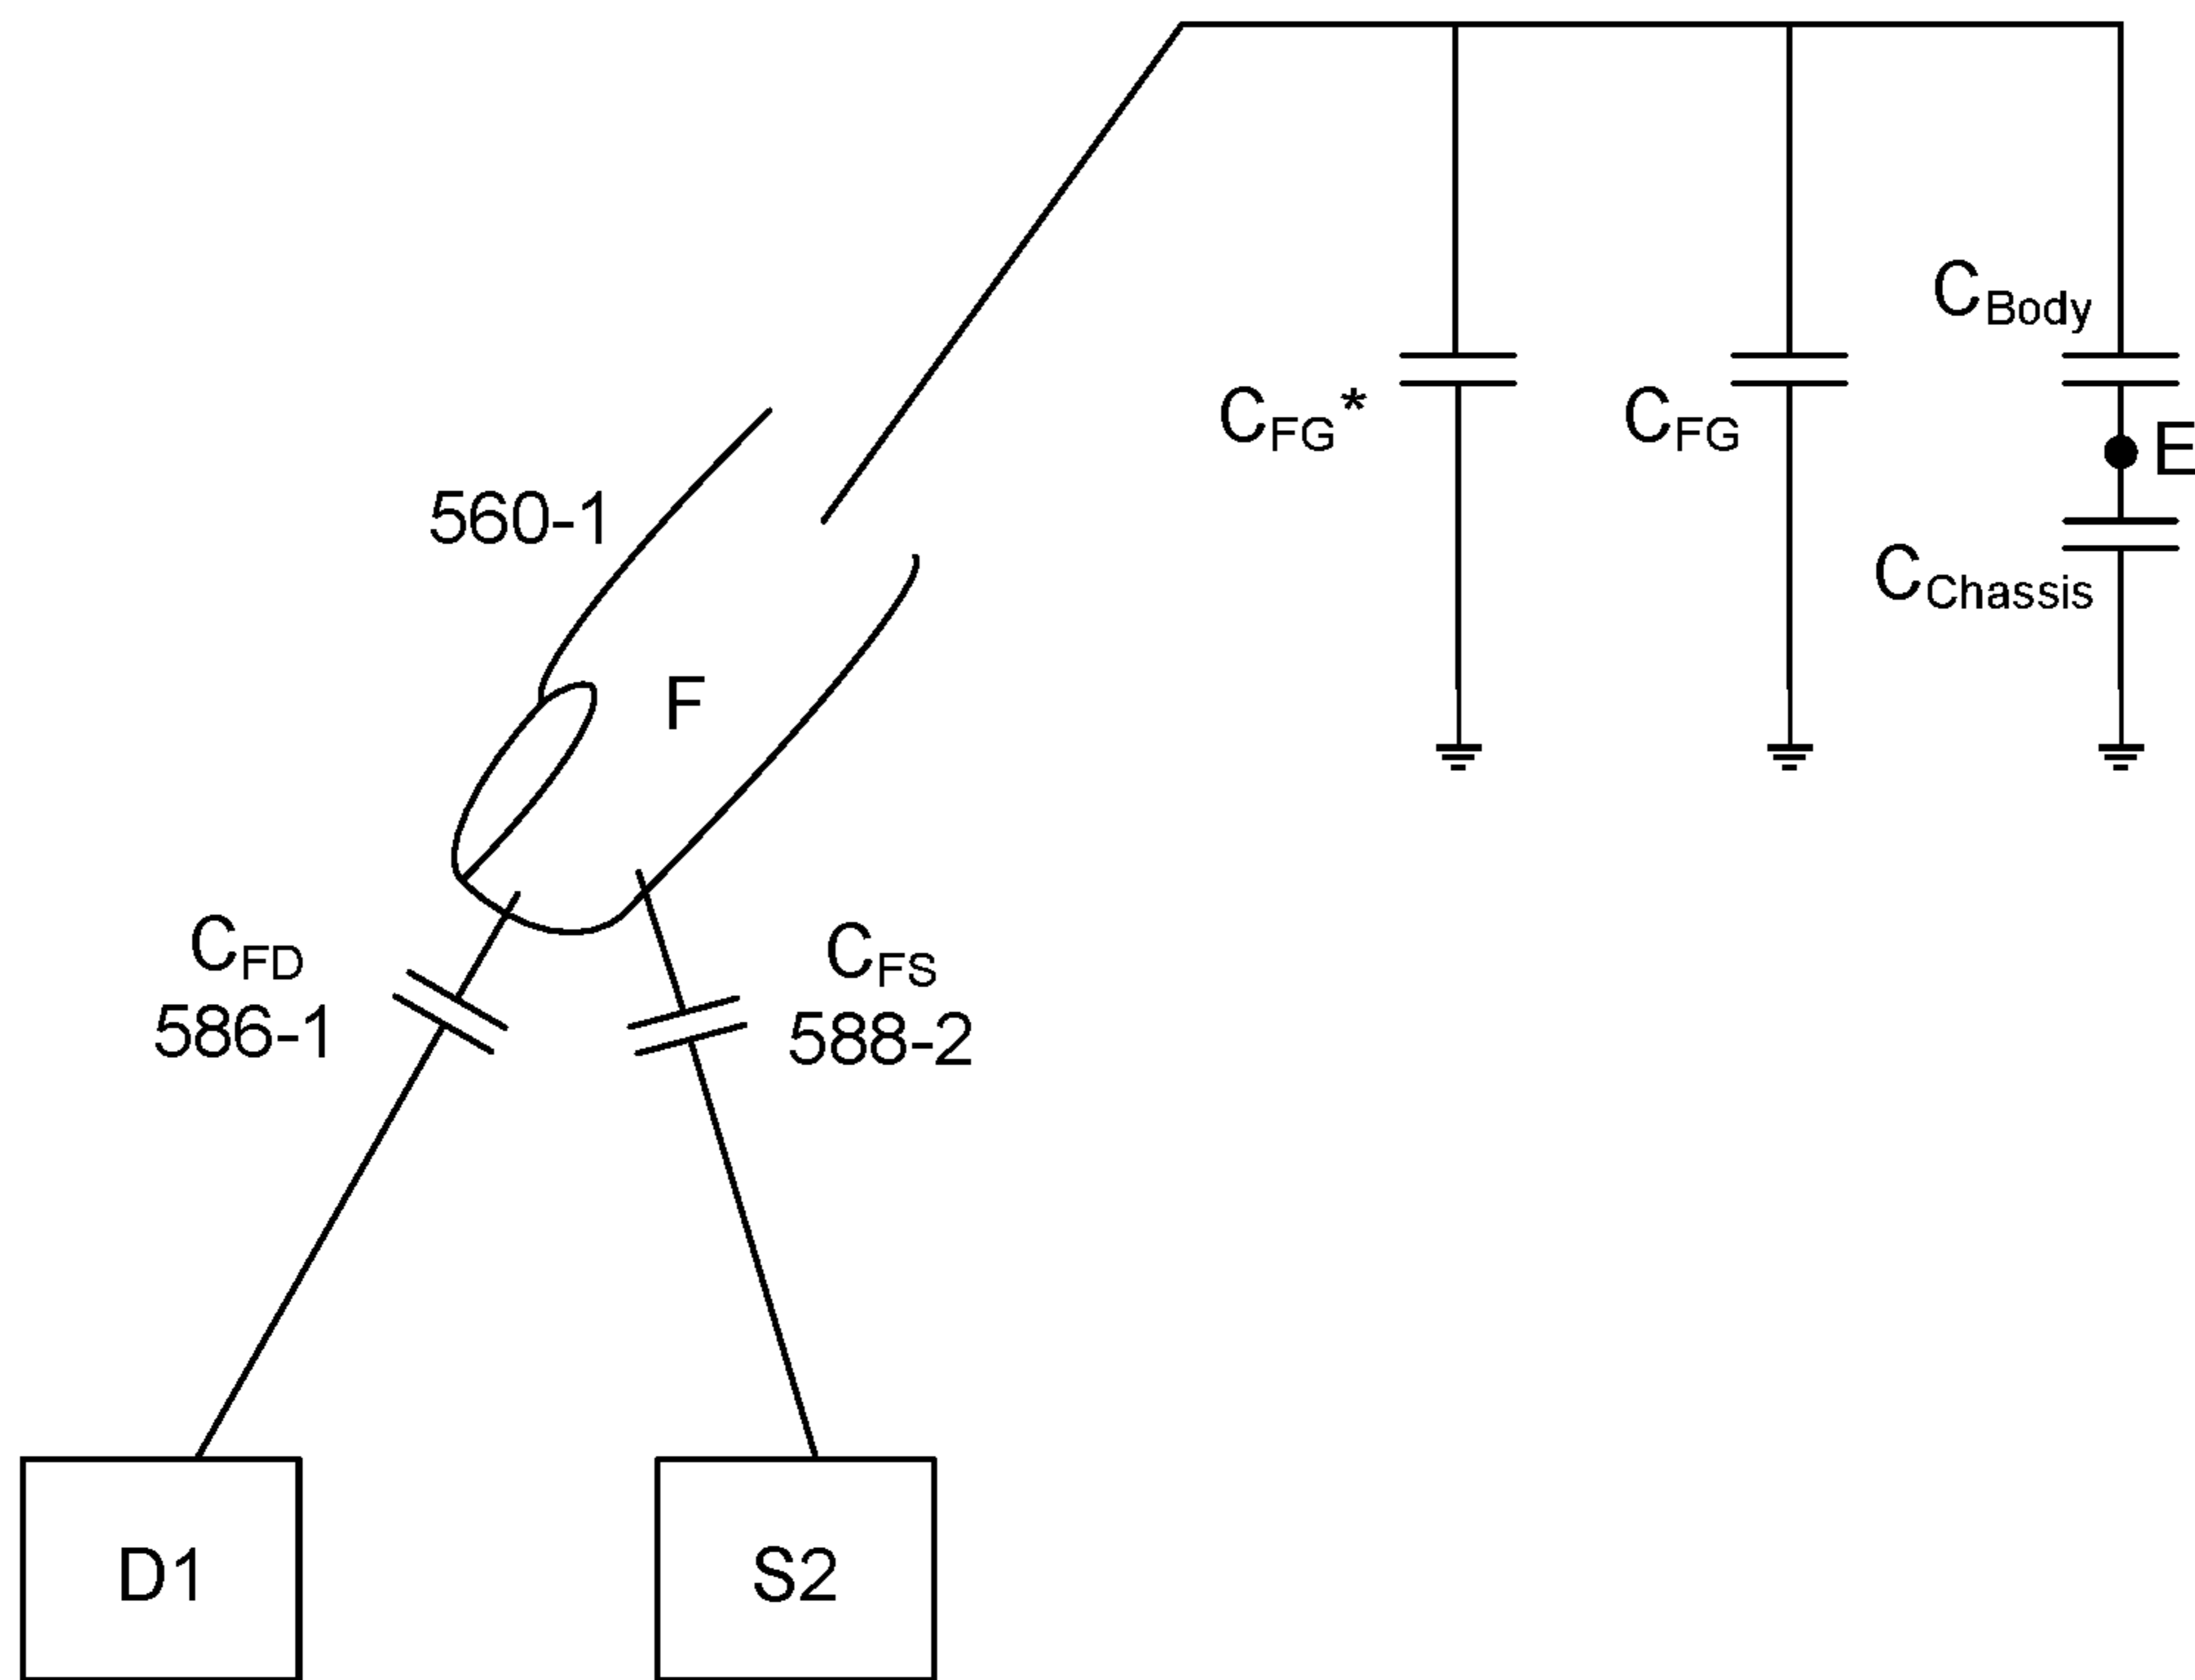 C_Body
C_FG*
C_FG
E
560-1
C_Chassis
F
C_FD
586-1
C_FS
588-2
D1
S2